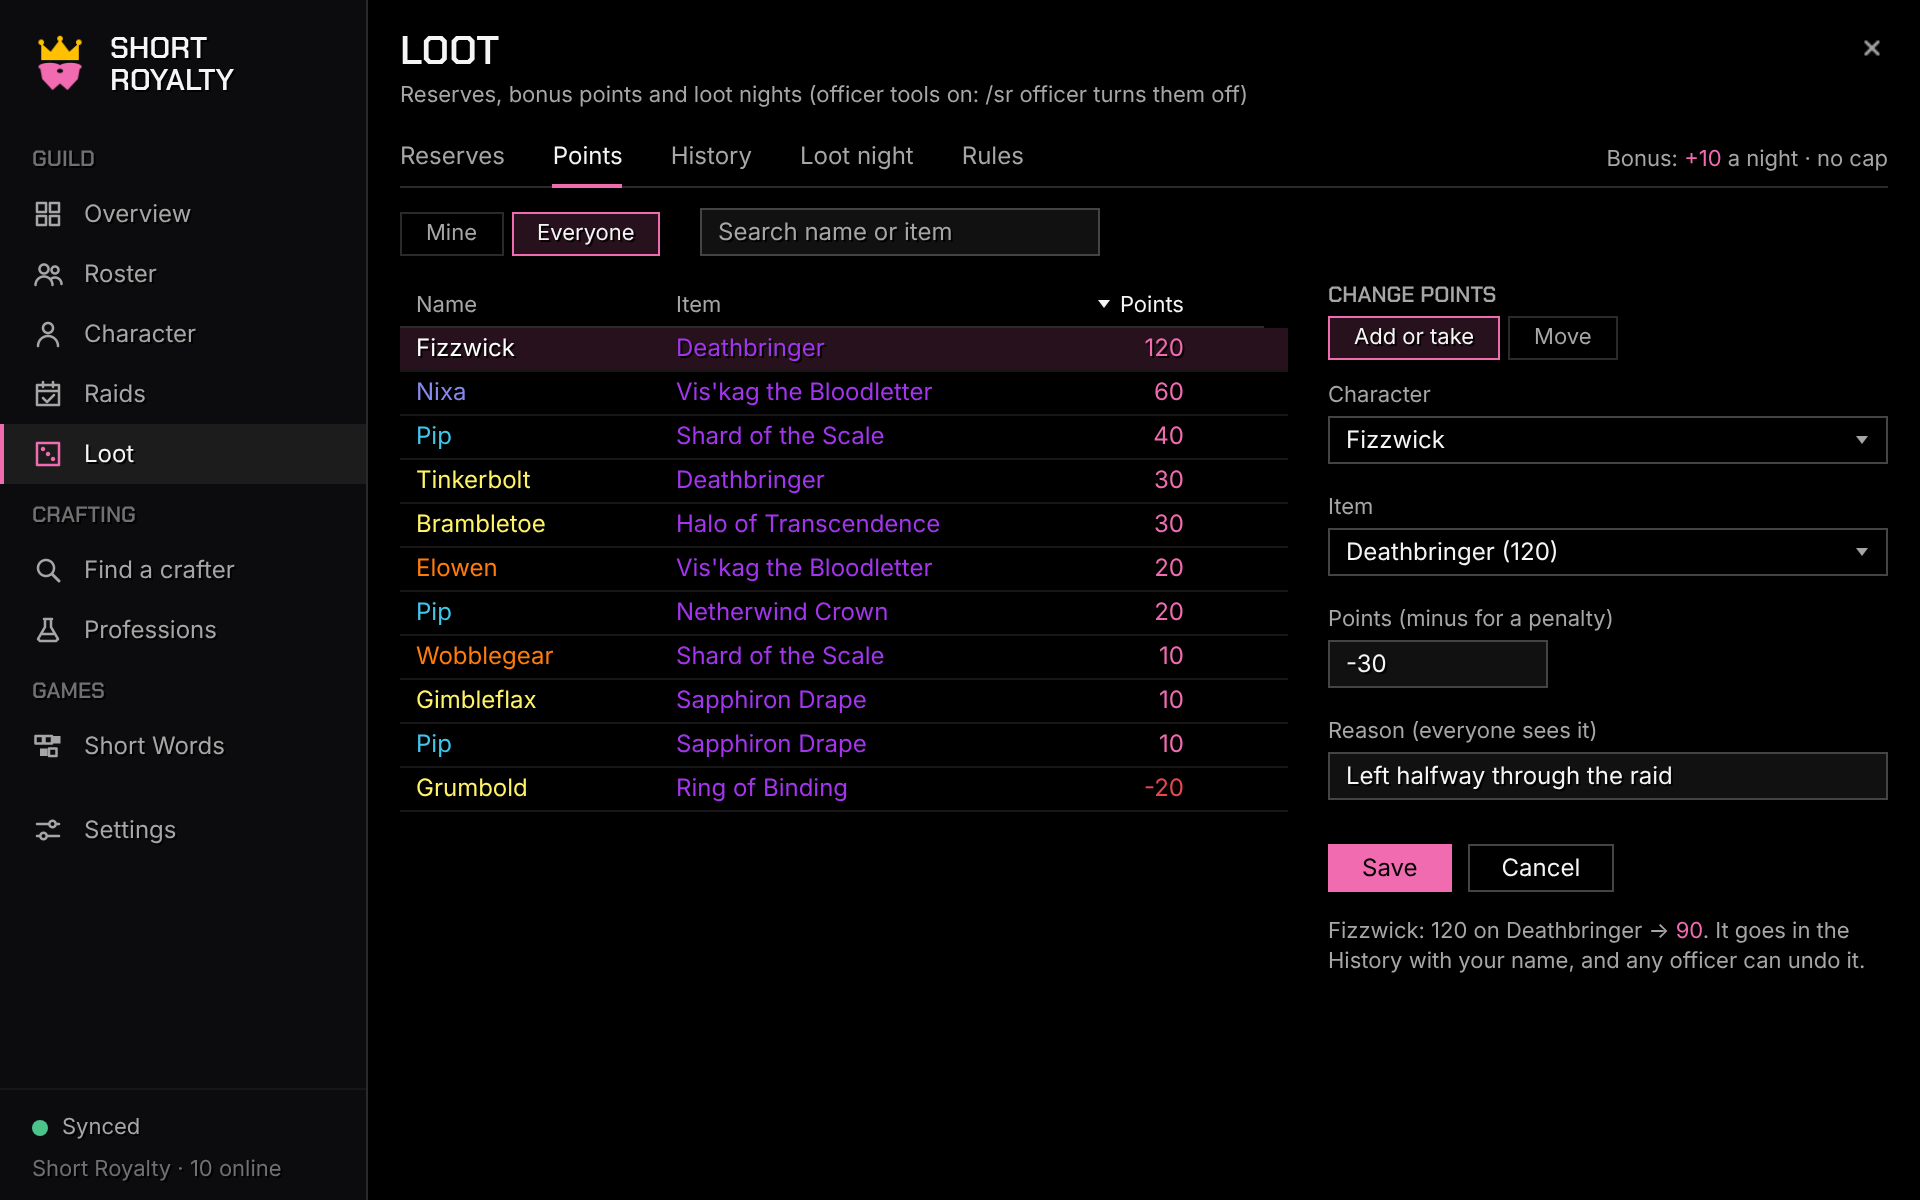 SHORT
ROYALTY
GUILD
Overview
Roster
Character
Raids
Loot
CRAFTING
Find a crafter
Professions
GAMES
Short Words
Settings
Synced
Short Royalty · 10 online
LOOT
Reserves, bonus points and loot nights (officer tools on: /sr officer turns them off)
Reserves Points History Loot night Rules
Bonus: +10 a night · no cap
Mine Everyone
Search name or item
Name Item Points
Fizzwick Deathbringer 120
Nixa Vis'kag the Bloodletter 60
Pip Shard of the Scale 40
Tinkerbolt Deathbringer 30
Brambletoe Halo of Transcendence 30
Elowen Vis'kag the Bloodletter 20
Pip Netherwind Crown 20
Wobblegear Shard of the Scale 10
Gimbleflax Sapphiron Drape 10
Pip Sapphiron Drape 10
Grumbold Ring of Binding -20
CHANGE POINTS
Add or take Move
Character
Fizzwick
Item
Deathbringer (120)
Points (minus for a penalty)
-30
Reason (everyone sees it)
Left halfway through the raid
Save Cancel
Fizzwick: 120 on Deathbringer → 90. It goes in the
History with your name, and any officer can undo it.